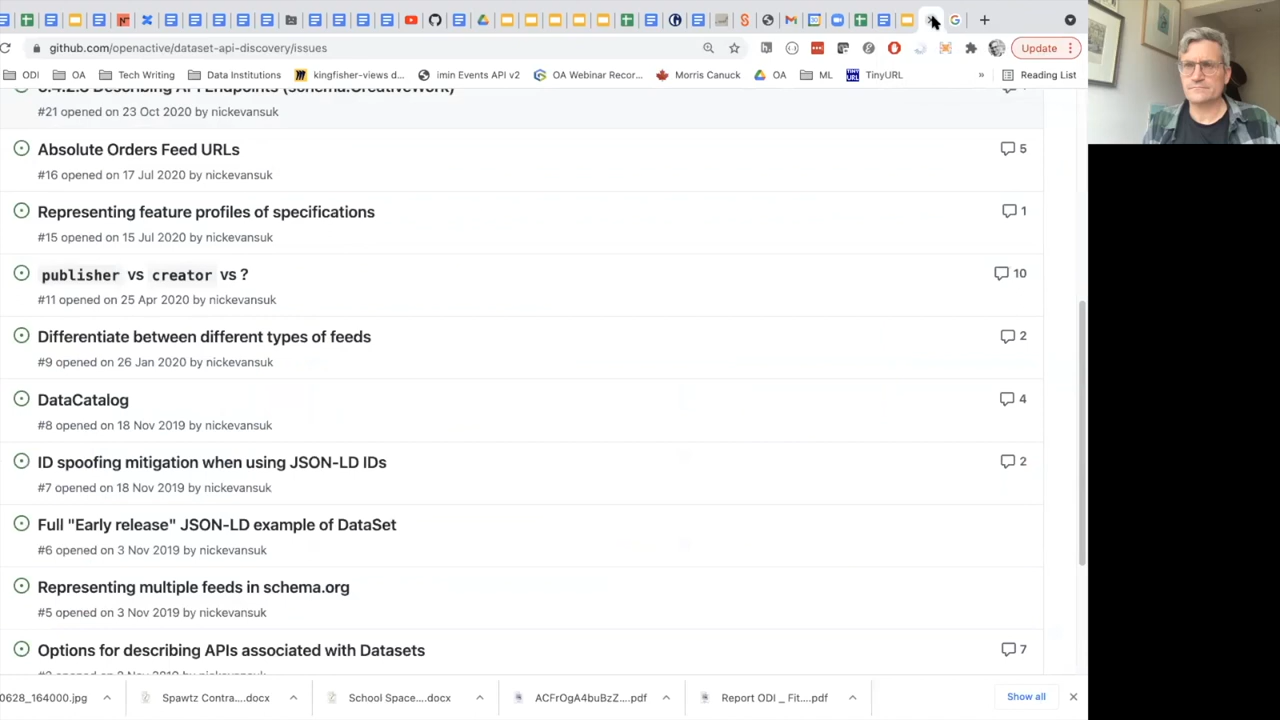 github.com/openactive/dataset-api-discovery/issues
Update
ODI
OA
Tech Writing
Data Institutions
kingfisher-views d...
imin Events API v2
OA Webinar Recor...
Morris Canuck
OA
ML
TinyURL
»
Reading List
#21 opened on 23 Oct 2020 by nickevansuk
Absolute Orders Feed URLs
5
#16 opened on 17 Jul 2020 by nickevansuk
Representing feature profiles of specifications
1
#15 opened on 15 Jul 2020 by nickevansuk
publisher vs creator vs ?
10
#11 opened on 25 Apr 2020 by nickevansuk
Differentiate between different types of feeds
2
#9 opened on 26 Jan 2020 by nickevansuk
DataCatalog
4
#8 opened on 18 Nov 2019 by nickevansuk
ID spoofing mitigation when using JSON-LD IDs
2
#7 opened on 18 Nov 2019 by nickevansuk
Full "Early release" JSON-LD example of DataSet
#6 opened on 3 Nov 2019 by nickevansuk
Representing multiple feeds in schema.org
#5 opened on 3 Nov 2019 by nickevansuk
Options for describing APIs associated with Datasets
7
0628_164000.jpg
Spawtz Contra....docx
School Space....docx
ACFrOgA4buBzZ....pdf
Report ODI _ Fit....pdf
Show all